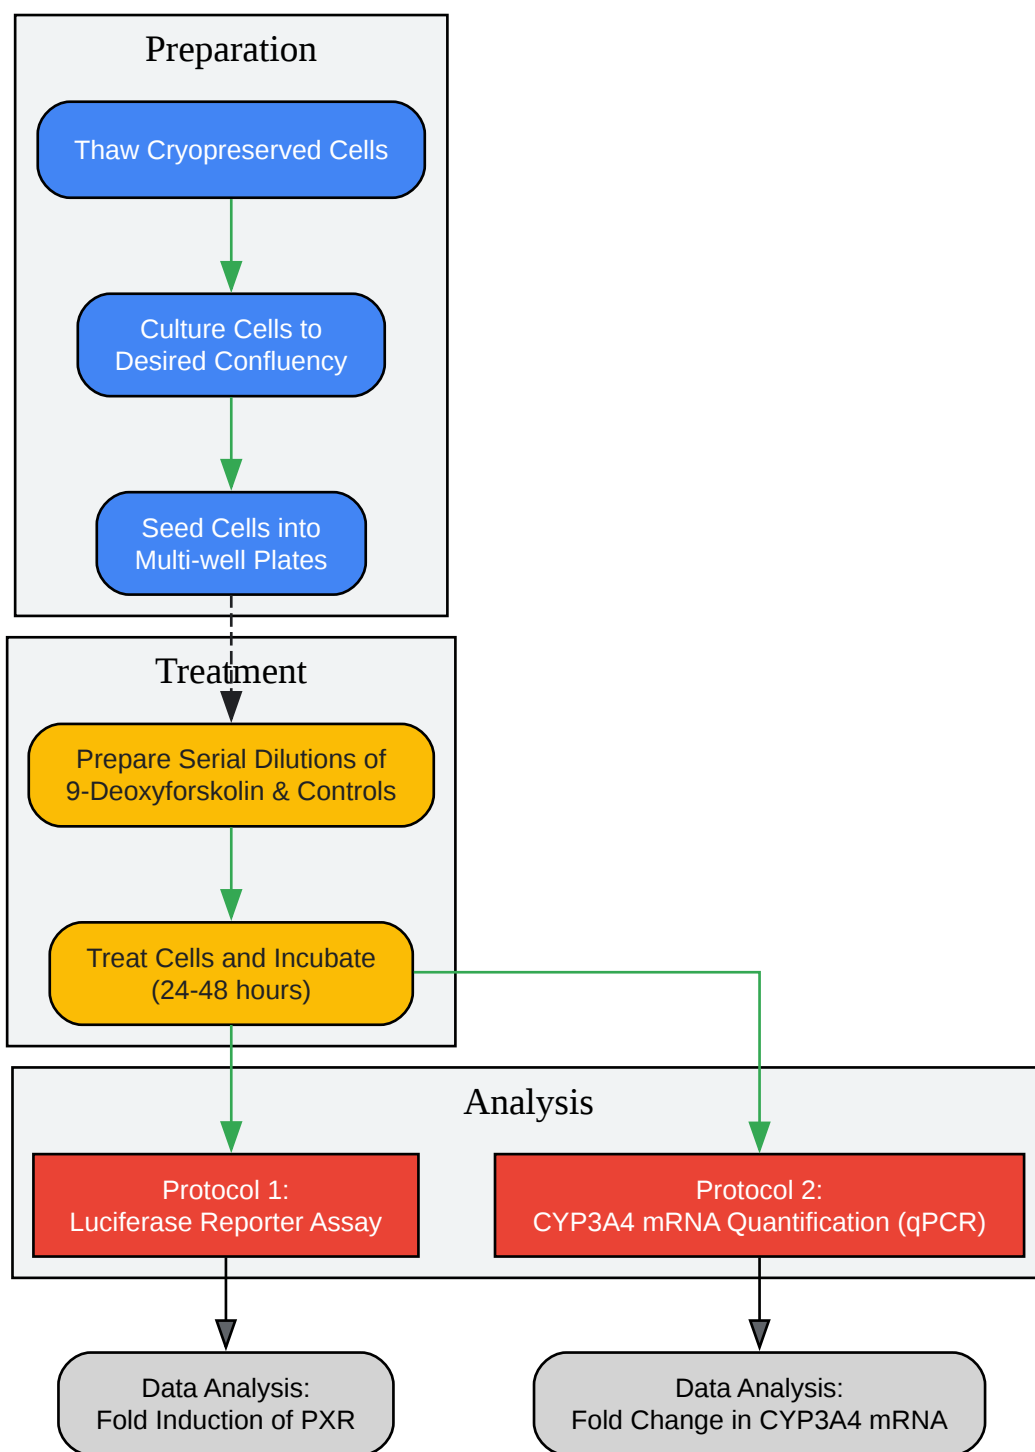 Preparation
Thaw Cryopreserved Cells
Culture Cells to
Desired Confluency
Seed Cells into
Multi-well Plates
Treatment
Prepare Serial Dilutions of
9-Deoxyforskolin & Controls
Treat Cells and Incubate
(24-48 hours)
Analysis
Protocol 1:
Luciferase Reporter Assay
Protocol 2:
CYP3A4 mRNA Quantification (qPCR)
Data Analysis:
Fold Induction of PXR
Data Analysis:
Fold Change in CYP3A4 mRNA